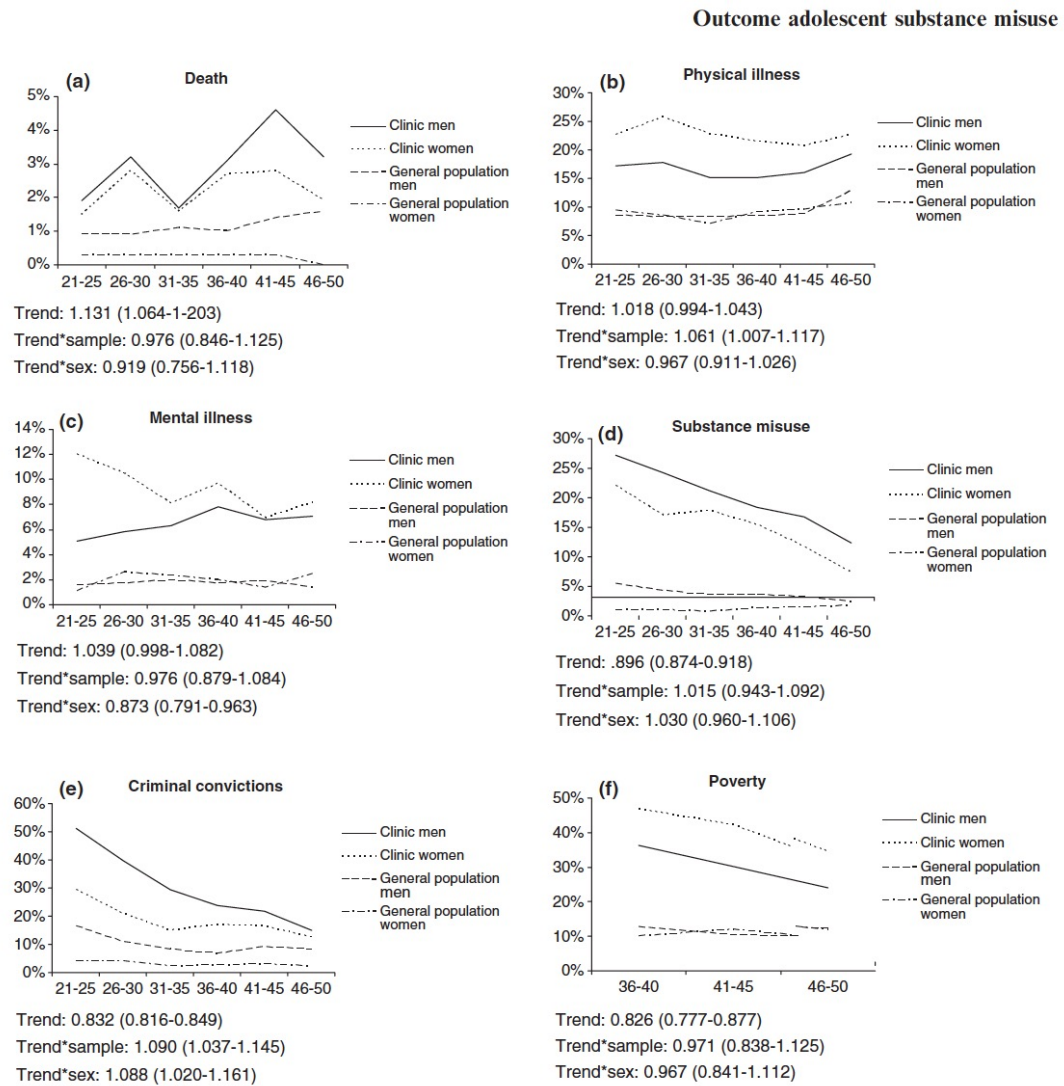 Outcome adolescent substance misuse
(a)
Death
5%
4%
3%
2%
1%
0%
21-25 26-30 31-35 36-40 41-45 46-50
Clinic men
Clinic women
General population
men
General population
women
Trend: 1.131 (1.064-1-203)
Trend*sample: 0.976 (0.846-1.125)
Trend*sex: 0.919 (0.756-1.118)
(b)
Physical illness
30%
25%
20%
15%
10%
5%
0%
21-25 26-30 31-35 36-40 41-45 46-50
Clinic men
Clinic women
General population
men
General population
women
Trend: 1.018 (0.994-1.043)
Trend*sample: 1.061 (1.007-1.117)
Trend*sex: 0.967 (0.911-1.026)
(c)
Mental illness
14%
12%
10%
8%
6%
4%
2%
0%
21-25 26-30 31-35 36-40 41-45 46-50
Clinic men
Clinic women
General population
men
General population
women
Trend: 1.039 (0.998-1.082)
Trend*sample: 0.976 (0.879-1.084)
Trend*sex: 0.873 (0.791-0.963)
(d)
Substance misuse
30%
25%
20%
15%
10%
5%
0%
21-25 26-30 31-35 36-40 41-45 46-50
Clinic men
Clinic women
General population
men
General population
women
Trend: .896 (0.874-0.918)
Trend*sample: 1.015 (0.943-1.092)
Trend*sex: 1.030 (0.960-1.106)
(e)
Criminal convictions
60%
50%
40%
30%
20%
10%
0%
21-25 26-30 31-35 36-40 41-45 46-50
Clinic men
Clinic women
General population
men
General population
women
Trend: 0.832 (0.816-0.849)
Trend*sample: 1.090 (1.037-1.145)
Trend*sex: 1.088 (1.020-1.161)
(f)
Poverty
50%
40%
30%
20%
10%
0%
36-40 41-45 46-50
Clinic men
Clinic women
General population
men
General population
women
Trend: 0.826 (0.777-0.877)
Trend*sample: 0.971 (0.838-1.125)
Trend*sex: 0.967 (0.841-1.112)